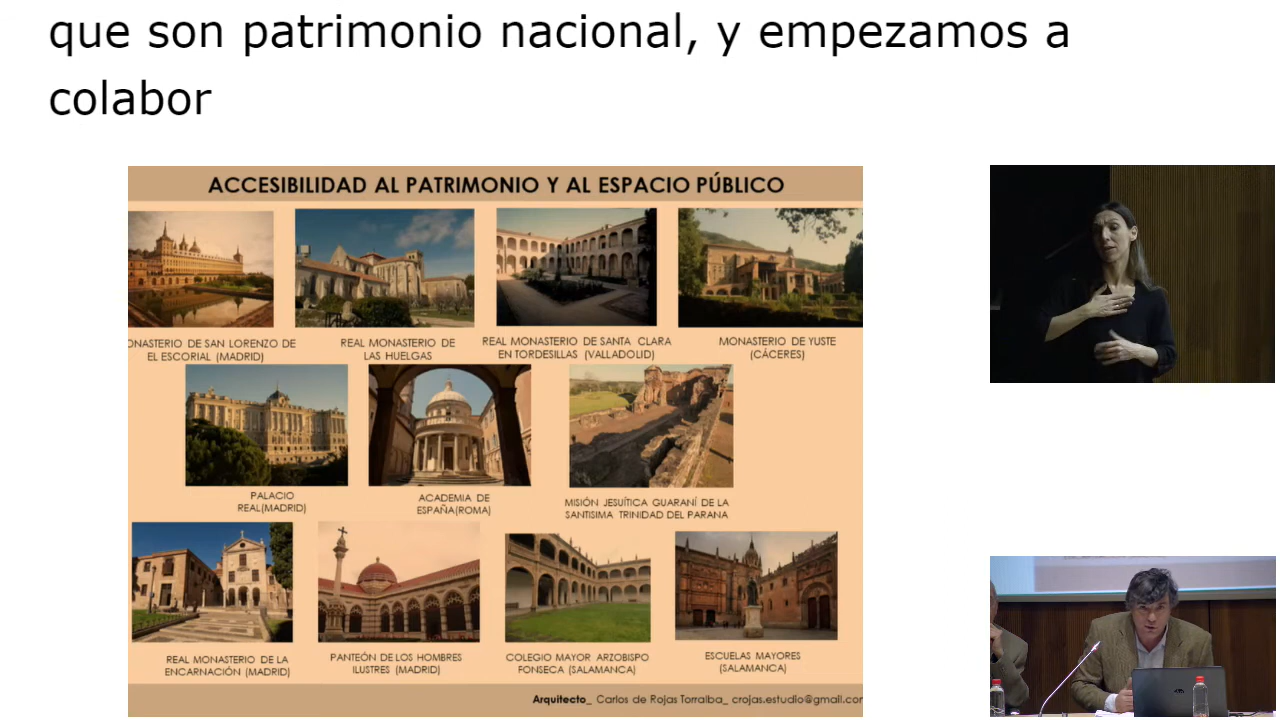 que son patrimonio nacional, y empezamos a
colabor
ACCESIBILIDAD AL PATRIMONIO Y AL ESPACIO PÚBLICO
ONASTERIO DE SAN LORENZO DE
EL ESCORIAL (MADRID)
REAL MONASTERIO DE
LAS HUELGAS
REAL MONASTERIO DE SANTA CLARA
EN TORDESILLAS (VALLADOLID)
MONASTERIO DE YUSTE
(CÁCERES)
PALACIO
REAL(MADRID)
ACADEMIA DE
ESPAÑA(ROMA)
MISIÓN JESUÍTICA GUARANÍ DE LA
SANTISIMA TRINIDAD DEL PARANA
REAL MONASTERIO DE LA
ENCARNACIÓN (MADRID)
PANTEÓN DE LOS HOMBRES
ILUSTRES (MADRID)
COLEGIO MAYOR ARZOBISPO
FONSECA (SALAMANCA)
ESCUELAS MAYORES
(SALAMANCA)
Arquitecto_ Carlos de Rojas Torralba_ crojas.estudio@gmail.com